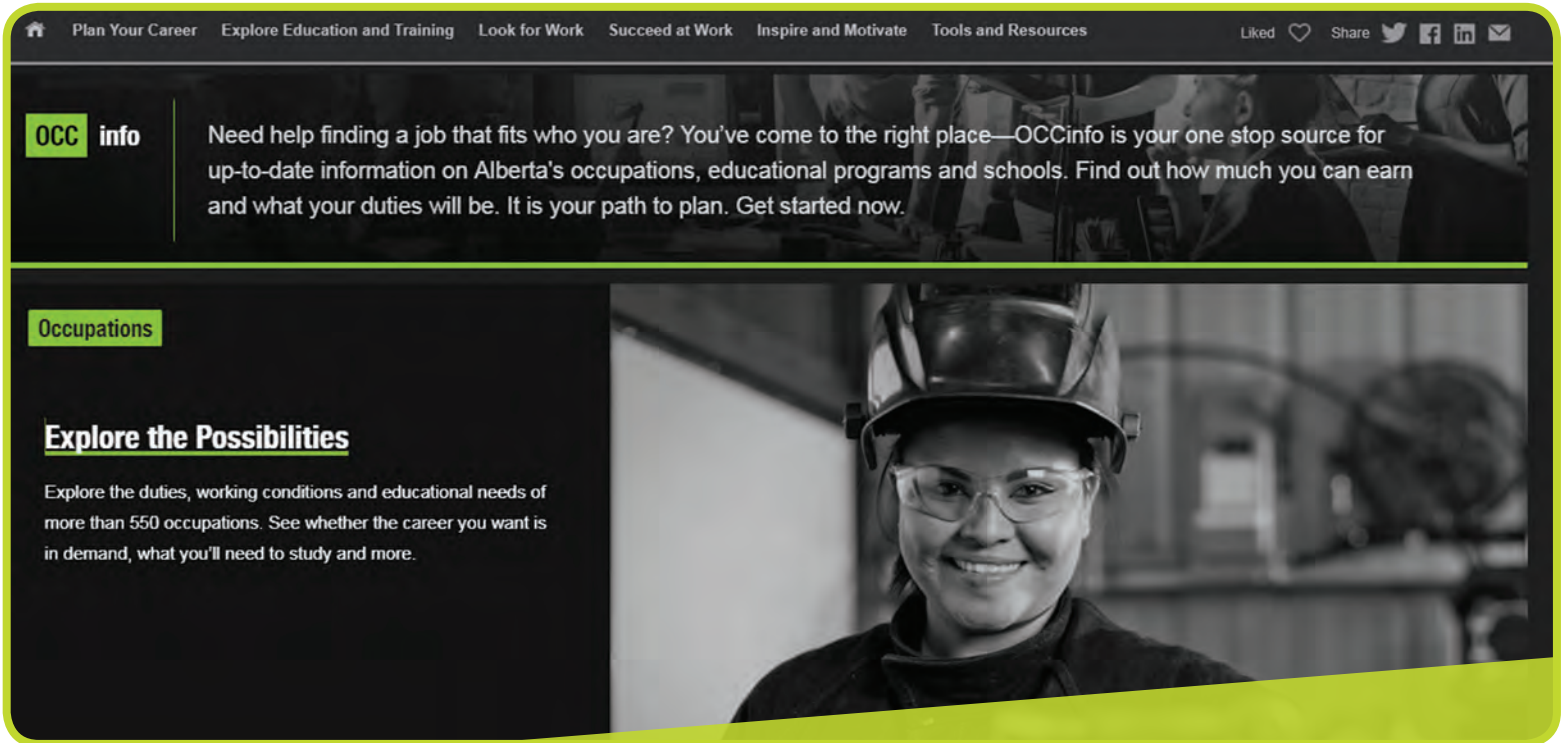 Plan Your Career Explore Education and Training Look for Work Succeed at Work Inspire and Motivate Tools and Resources Liked Share
OCC info
Need help finding a job that fits who you are? You've come to the right place—OCCinfo is your one stop source for
up-to-date information on Alberta's occupations, educational programs and schools. Find out how much you can earn
and what your duties will be. It is your path to plan. Get started now.
Occupations
Explore the Possibilities
Explore the duties, working conditions and educational needs of
more than 550 occupations. See whether the career you want is
in demand, what you'll need to study and more.